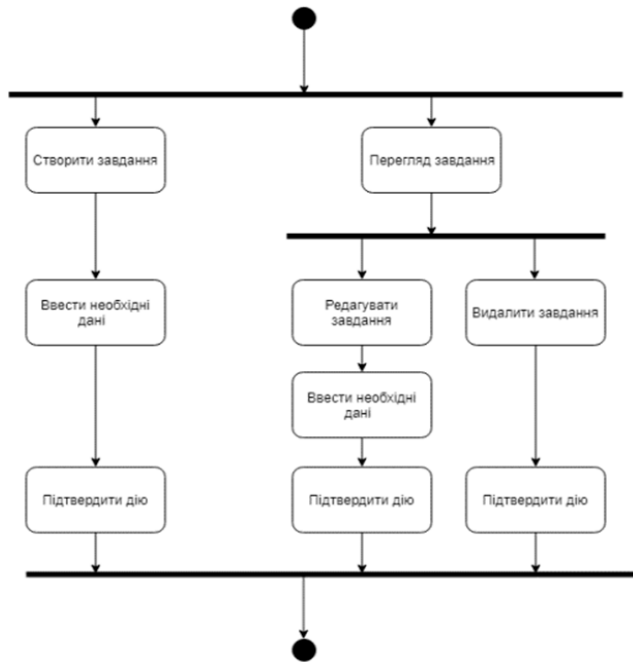 Створити завдання
Перегляд завдання
Ввести необхідні
дані
Редагувати
завдання
Видалити завдання
Ввести необхідні
дані
Підтвердити дію
Підтвердити дію
Підтвердити дію